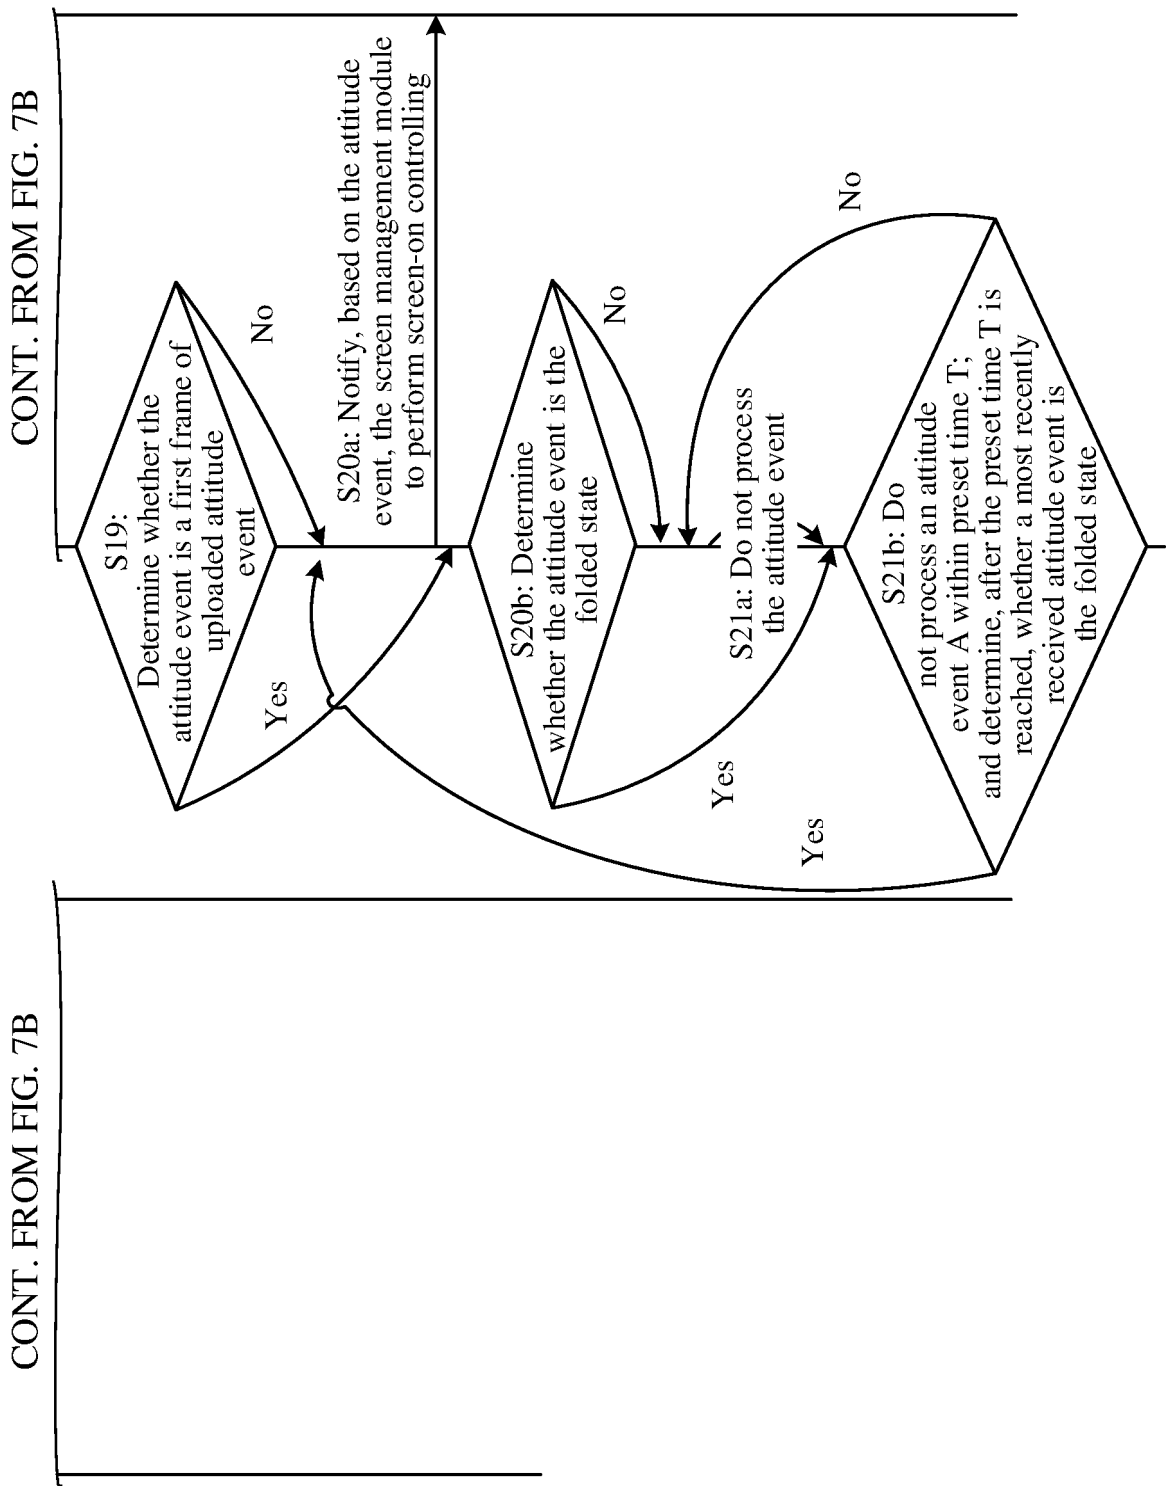 CONT. FROM FIG. 7B
CONT. FROM FIG. 7B
S19:
Determine whether the
attitude event is a first frame of
uploaded attitude
event
Yes
No
S20a: Notify, based on the attitude
event, the screen management module
to perform screen-on controlling
S20b: Determine
whether the attitude event is the
folded state
Yes
No
S21a: Do not process
the attitude event
S21b: Do
not process an attitude
event A within preset time T;
and determine, after the preset time T is
reached, whether a most recently
received attitude event is
the folded state
Yes
No